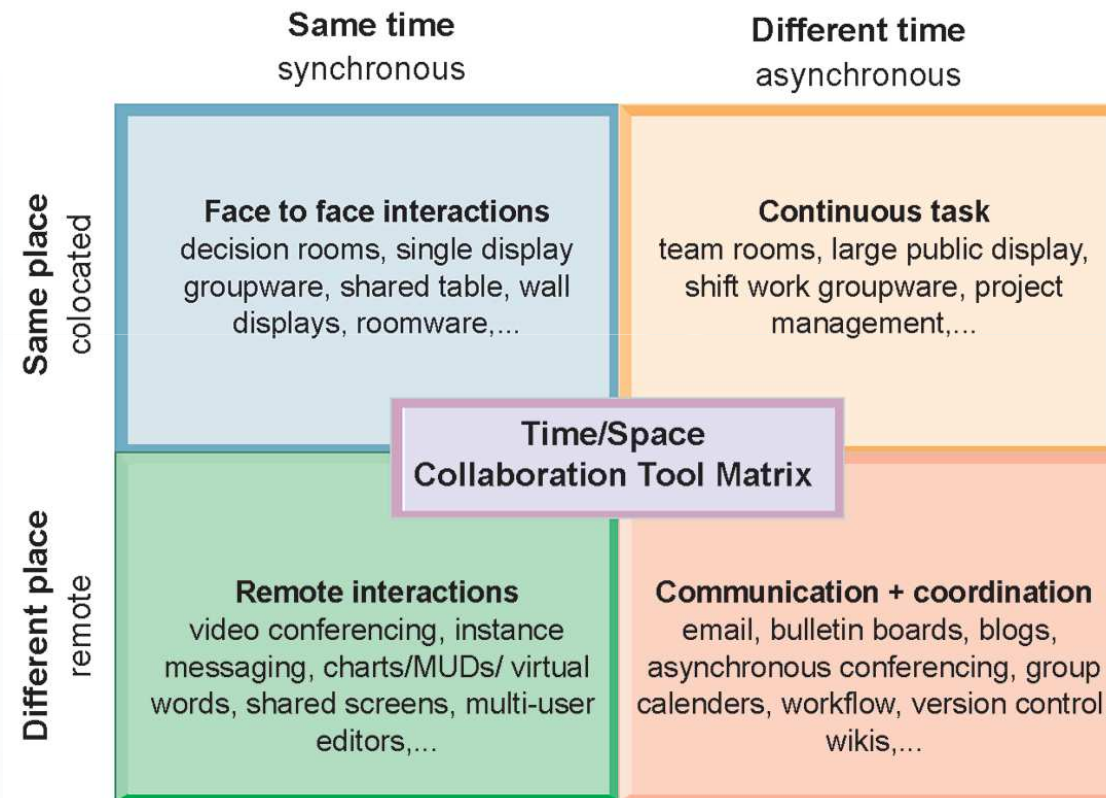 Same time
synchronous
Different time
asynchronous
Same place
colocated
Face to face interactions
decision rooms, single display
groupware, shared table, wall
displays, roomware,...
Continuous task
team rooms, large public display,
shift work groupware, project
management,...
Time/Space
Collaboration Tool Matrix
Different place
remote
Remote interactions
video conferencing, instance
messaging, charts/MUDs/ virtual
words, shared screens, multi-user
editors,...
Communication + coordination
email, bulletin boards, blogs,
asynchronous conferencing, group
calenders, workflow, version control
wikis,...